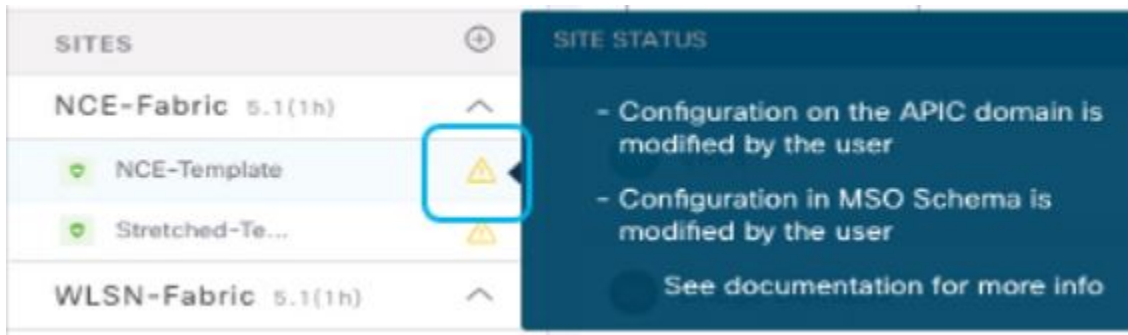 SITES
SITE STATUS
NCE-Fabric 5.1(1h)
- Configuration on the APIC domain is
modified by the user
NCE-Template
- Configuration in MSO Schema is
modified by the user
Stretched-Te...
See documentation for more info
WLSN-Fabric 5.1(1h)